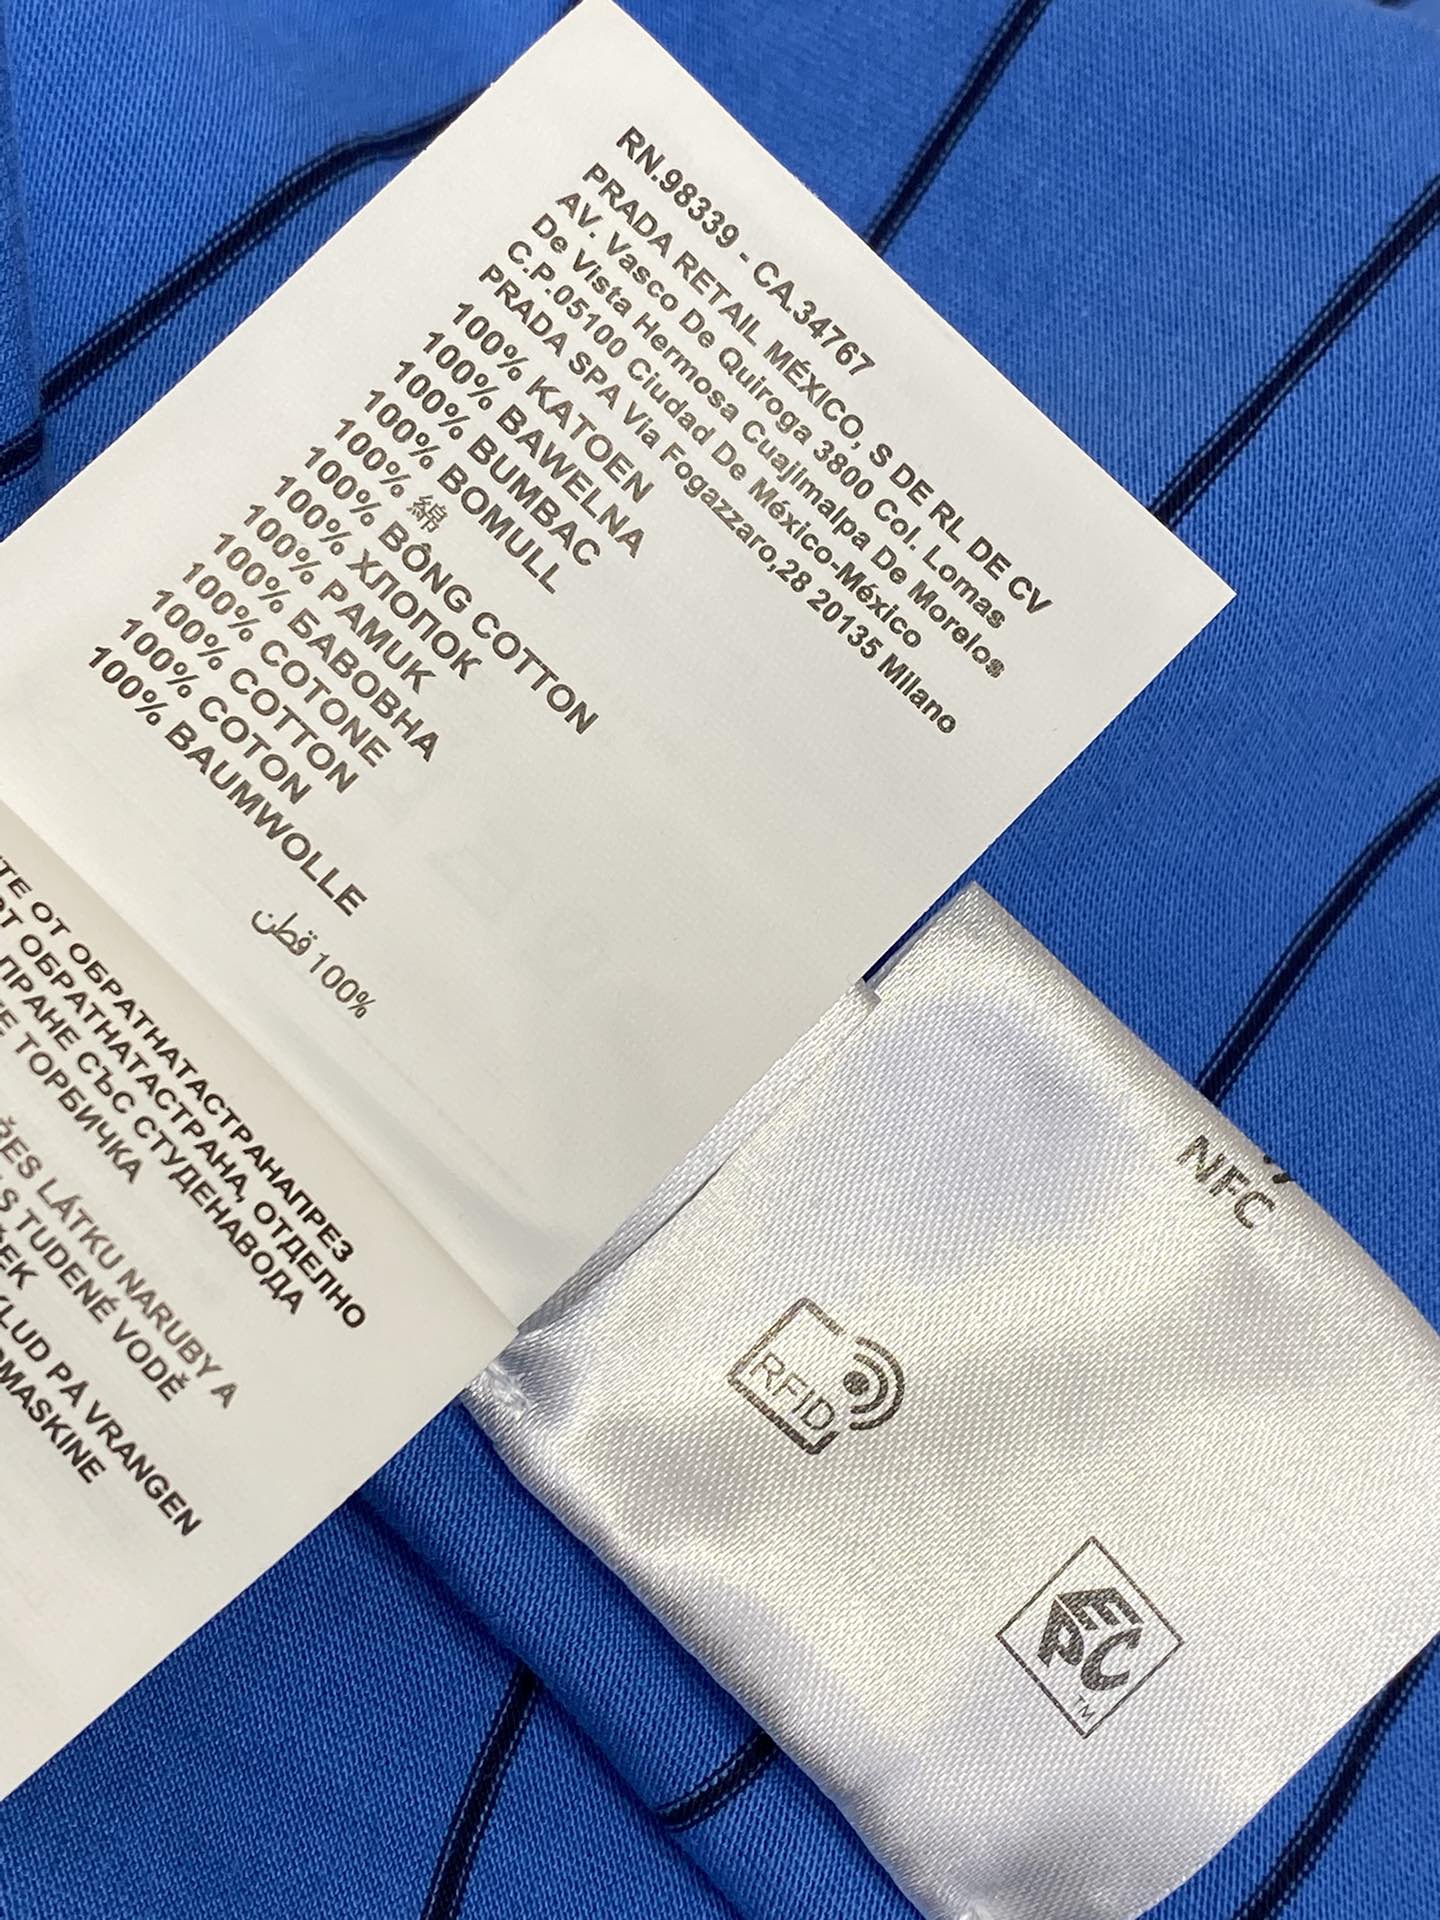 RN.98339 - CA.34767
PRADA RETAIL MÉXICO, S DE RL DE CV
AV. Vasco De Quiroga 3800 Col. Lomas
De Vista Hermosa Cuajimalpa De Morelos
C.P.05100 Ciudad De México-México
PRADA SPA Via Fogazzaro,28 20135 Milano
100% KATOEN
100% BAWELNA
100% BUMBAC
100% BOMULL
100% 綿
100% BÔNG COTTON
100% ХЛОПОК
100% PAMUK
100% БАВОВНА
100% COTONE
100% COTTON
100% COTON
100% BAUMWOLLE
100% قطن
ОТ ОБРАТНАТАСТРАНАПРЕЗ
ОБРАТНАТАСТРАНА, ОТДЕЛНО
ПРАНЕ СЪС СТУДЕНАВОДА
ТОРБИЧКА
LÁTKU NARUBY A
TUDENÉ VODĚ
PÅ VRANGEN
NFC
RFID
EPC
TM